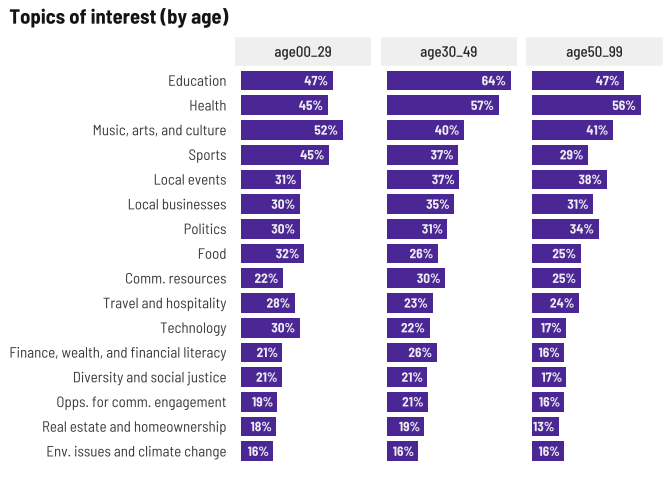 Topics of interest (by age)
age00_29 age30_49 age50_99
Education 47% 64% 47%
Health 45% 57% 56%
Music, arts, and culture 52% 40% 41%
Sports 45% 37% 29%
Local events 31% 37% 38%
Local businesses 30% 35% 31%
Politics 30% 31% 34%
Food 32% 26% 25%
Comm. resources 22% 30% 25%
Travel and hospitality 28% 23% 24%
Technology 30% 22% 17%
Finance, wealth, and financial literacy 21% 26% 16%
Diversity and social justice 21% 21% 17%
Opps. for comm. engagement 19% 21% 16%
Real estate and homeownership 18% 19% 13%
Env. issues and climate change 16% 16% 16%